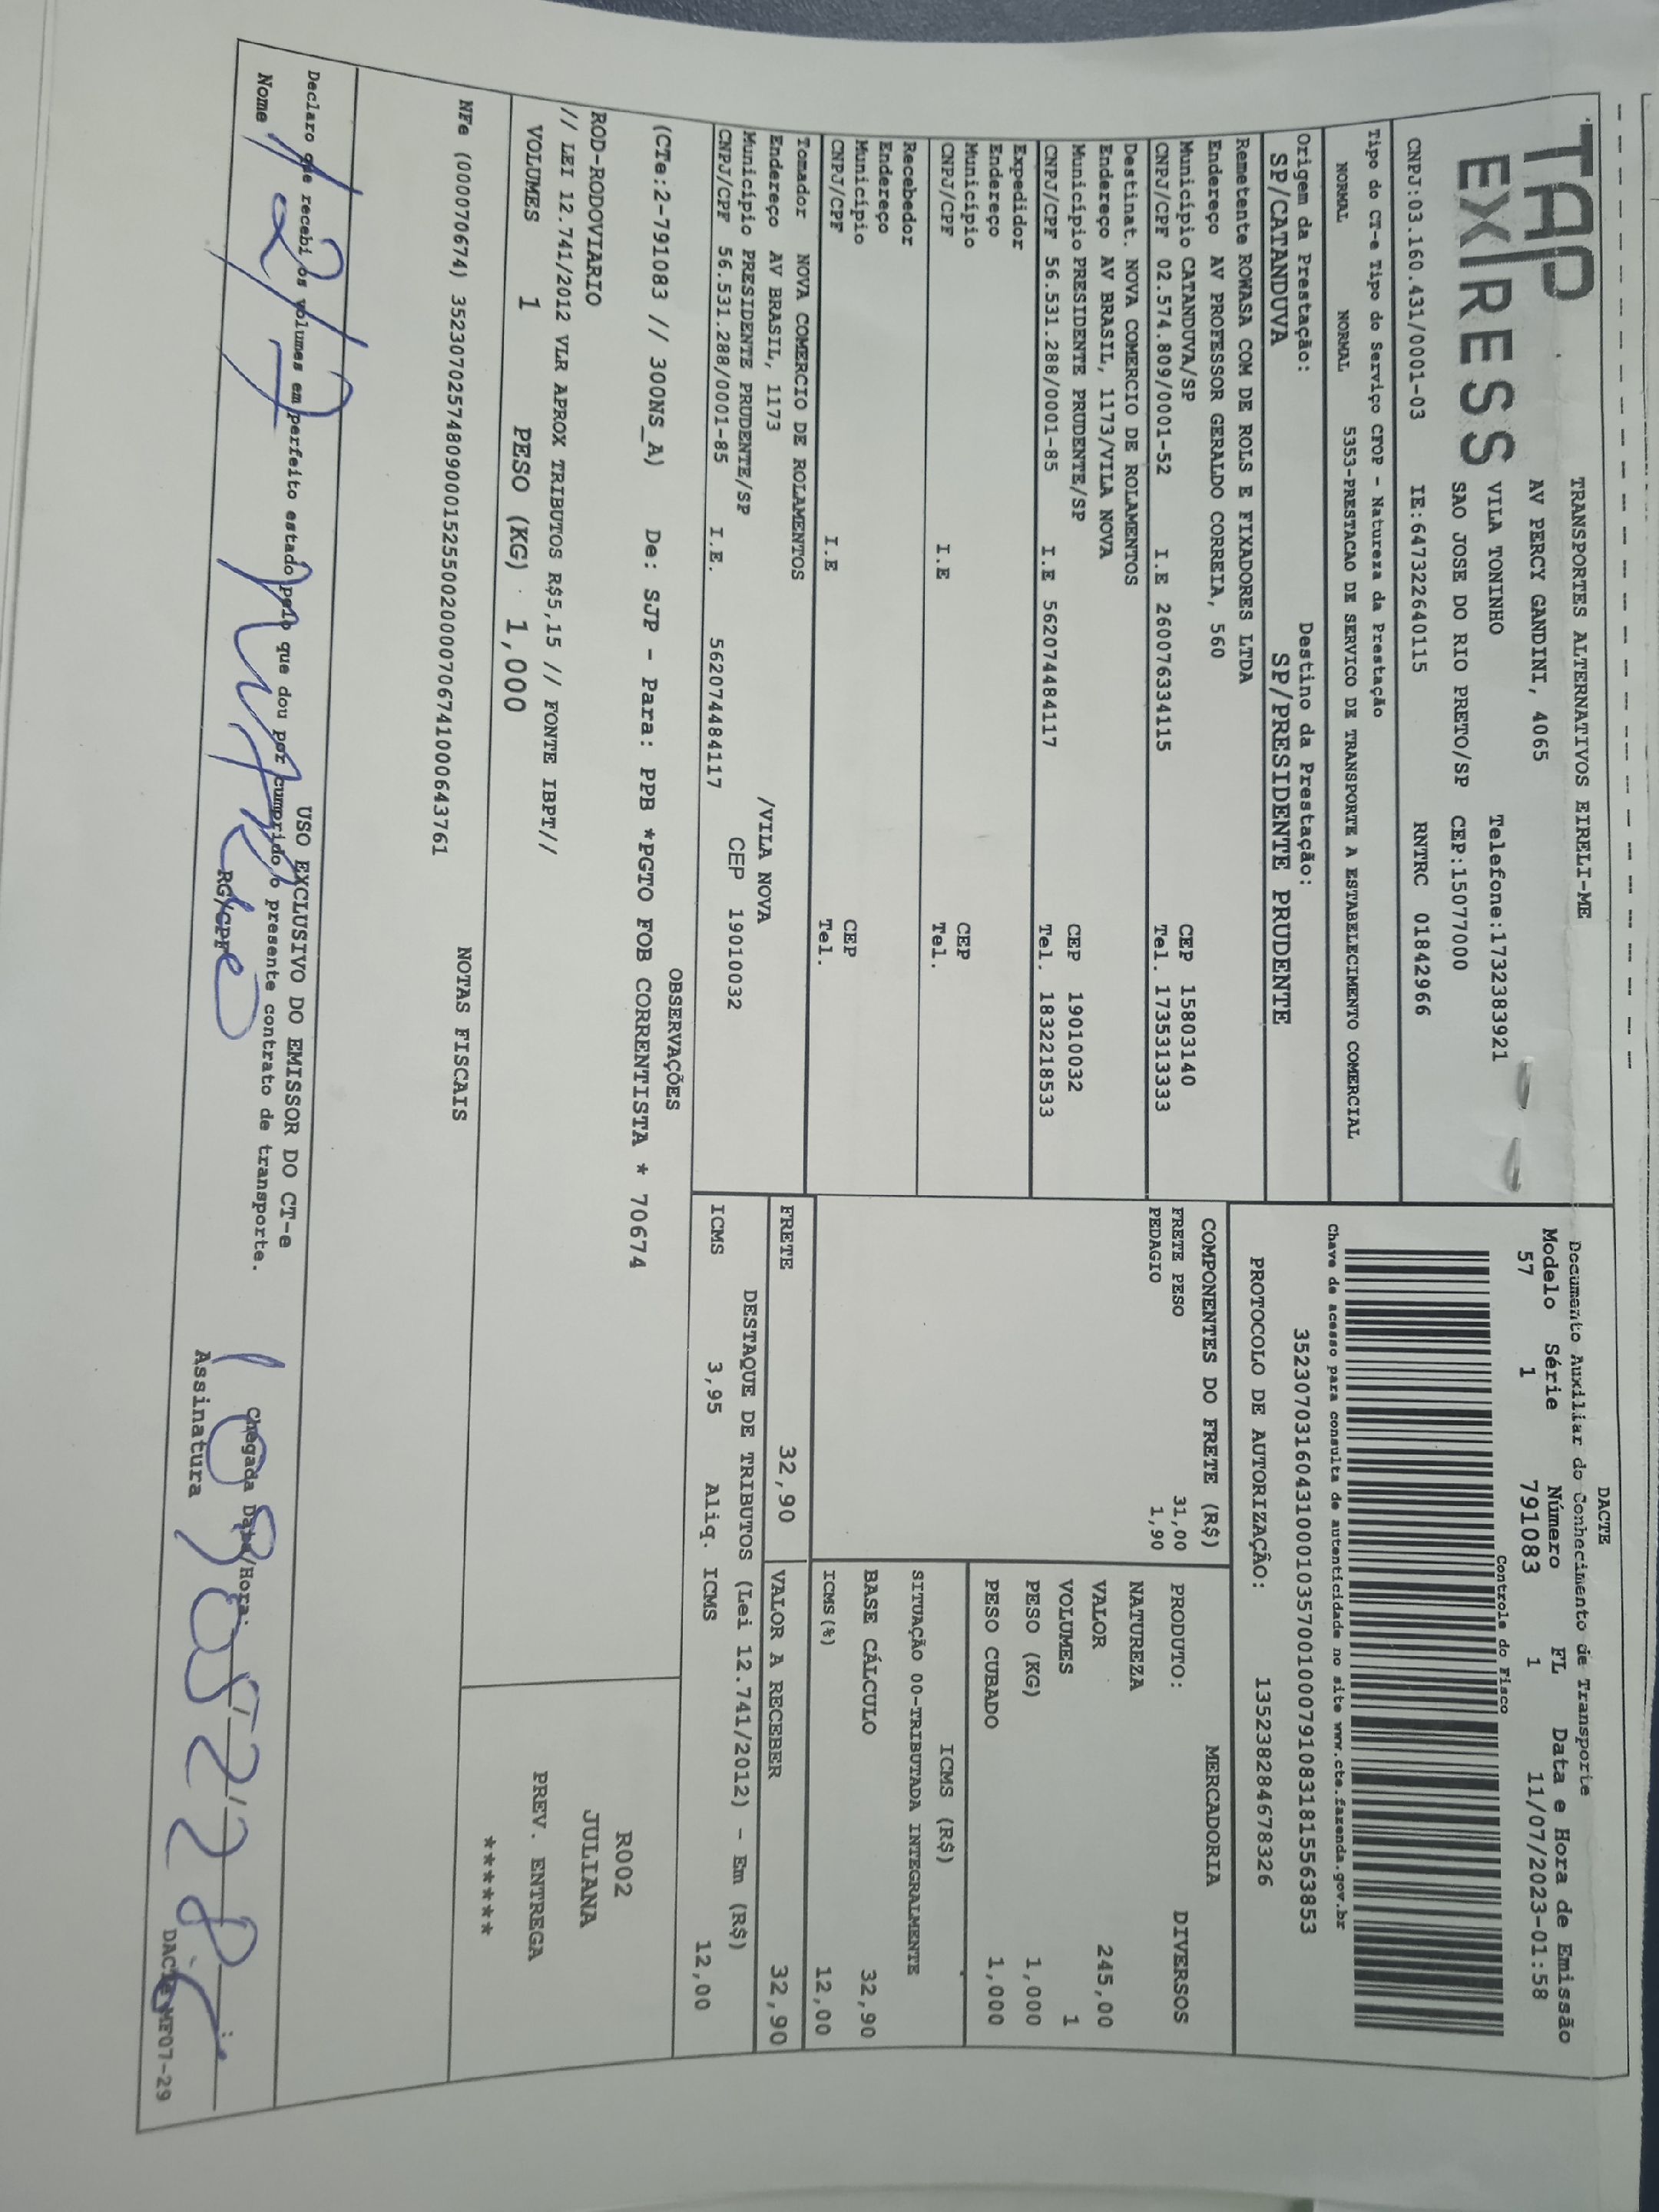 TAP
EXPRESS
TRANSPORTES ALTERNATIVOS EIRELI-ME
AV PERCY GANDINI, 4065
VILA TONINHO Telefone:1732383921
SAO JOSE DO RIO PRETO/SP CEP:15077000
CNPJ:03.160.431/0001-03 IE:647322640115 RNTRC 01842966
Tipo do CT-e Tipo do Serviço CFOP - Natureza da Prestação
NORMAL NORMAL 5353-PRESTACAO DE SERVICO DE TRANSPORTE A ESTABELECIMENTO COMERCIAL
Origem da Prestação: Destino da Prestação:
SP/CATANDUVA SP/PRESIDENTE PRUDENTE
DACTE
Documento Auxiliar do Conhecimento de Transporte
Modelo Série Número FL Data e Hora de Emissão
57 1 791083 1 11/07/2023-01:58
Controle do Fisco
Chave de acesso para consulta de autenticidade no site www.cte.fazenda.gov.br
35230703160431000103570010007910831815563853
PROTOCOLO DE AUTORIZAÇÃO: 135238284678326
Remetente ROWASA COM DE ROLS E FIXADORES LTDA
Endereço AV PROFESSOR GERALDO CORREIA, 560
Município CATANDUVA/SP CEP 15803140
CNPJ/CPF 02.574.809/0001-52 I.E 260076334115 Tel. 1735313333
Destinat. NOVA COMERCIO DE ROLAMENTOS
Endereço AV BRASIL, 1173/VILA NOVA
Município PRESIDENTE PRUDENTE/SP CEP 19010032
CNPJ/CPF 56.531.288/0001-85 I.E 562074484117 Tel. 1832218533
Expedidor
Endereço
Município CEP
CNPJ/CPF I.E Tel.
Recebedor
Endereço
Município CEP
CNPJ/CPF I.E Tel.
Tomador NOVA COMERCIO DE ROLAMENTOS
Endereço AV BRASIL, 1173 /VILA NOVA
Município PRESIDENTE PRUDENTE/SP CEP 19010032
CNPJ/CPF 56.531.288/0001-85 I.E. 562074484117
COMPONENTES DO FRETE (R$)
FRETE PESO 31,00
PEDAGIO 1,90
MERCADORIA
PRODUTO: DIVERSOS
NATUREZA
VALOR 245,00
VOLUMES 1
PESO (KG) 1,000
PESO CUBADO 1,000
ICMS (R$)
SITUAÇÃO 00-TRIBUTADA INTEGRALMENTE
BASE CÁLCULO 32,90
ICMS(%) 12,00
FRETE 32,90 VALOR A RECEBER 32,90
DESTAQUE DE TRIBUTOS (Lei 12.741/2012) - Em (R$)
ICMS 3,95 Aliq. ICMS 12,00
OBSERVAÇÕES
(CTe:2-791083 // 300NS_A) De: SJP - Para: PPB *PGTO FOB CORRENTISTA * 70674
ROD-RODOVIARIO
// LEI 12.741/2012 VLR APROX TRIBUTOS R$5,15 // FONTE IBPT//
VOLUMES 1 PESO (KG) 1,000
R002
JULIANA
PREV. ENTREGA
******
NOTAS FISCAIS
NFe (000070674) 35230702574809000152550020000706741000643761
USO EXCLUSIVO DO EMISSOR DO CT-e
Declaro que recebi os volumes em perfeito estado pelo que dou por cumprido o presente contrato de transporte.
Nome RG/CPF Assinatura
Chegada Data/Hora:
DACTE MF07-29